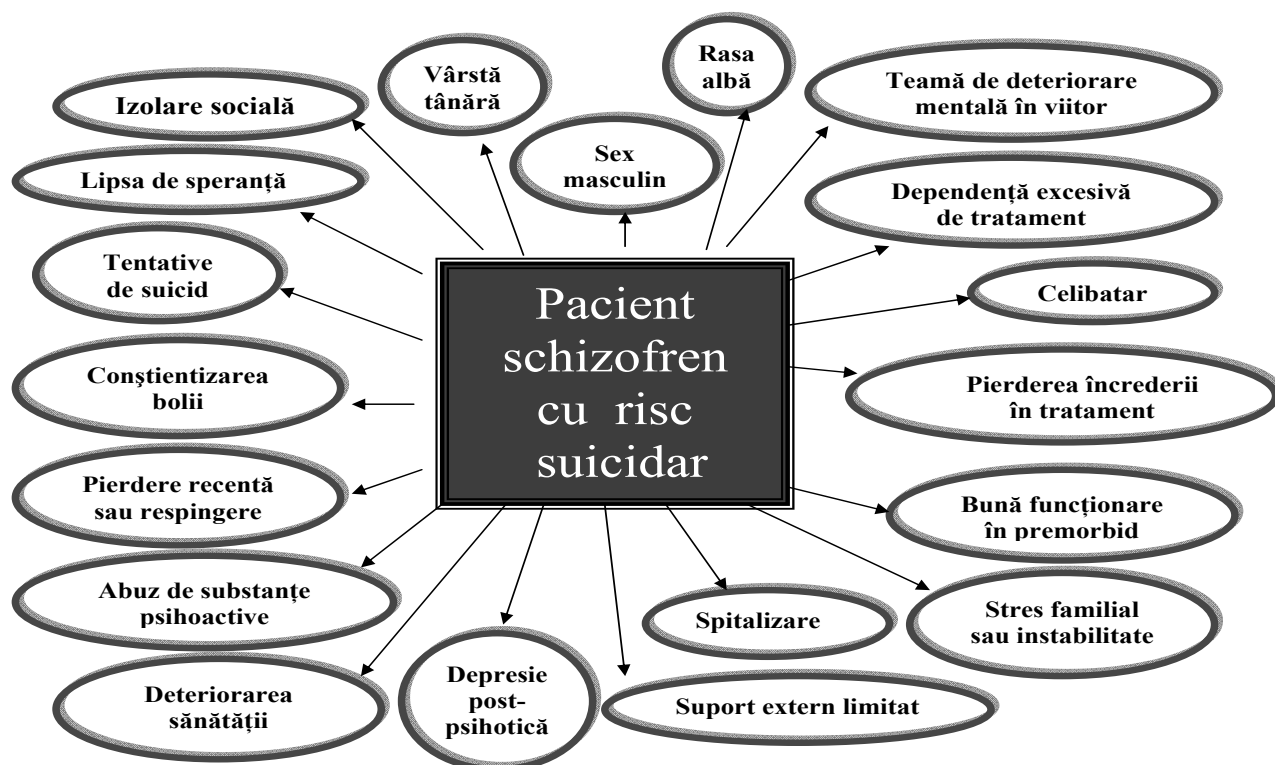 Vârstă
tânără
Rasa
albă
Teamă de deteriorare
mentală în viitor
Izolare socială
Sex
masculin
Lipsa de speranță
Dependență excesivă
de tratament
Tentative
de suicid
Celibatar
Pacient
schizofren
cu risc
suicidar
Conştientizarea
bolii
Pierderea încrederii
în tratament
Pierdere recentă
sau respingere
Bună funcționare
în premorbid
Abuz de substanțe
psihoactive
Spitalizare
Stres familial
sau instabilitate
Deteriorarea
sănătății
Depresie
post-
psihotică
Suport extern limitat